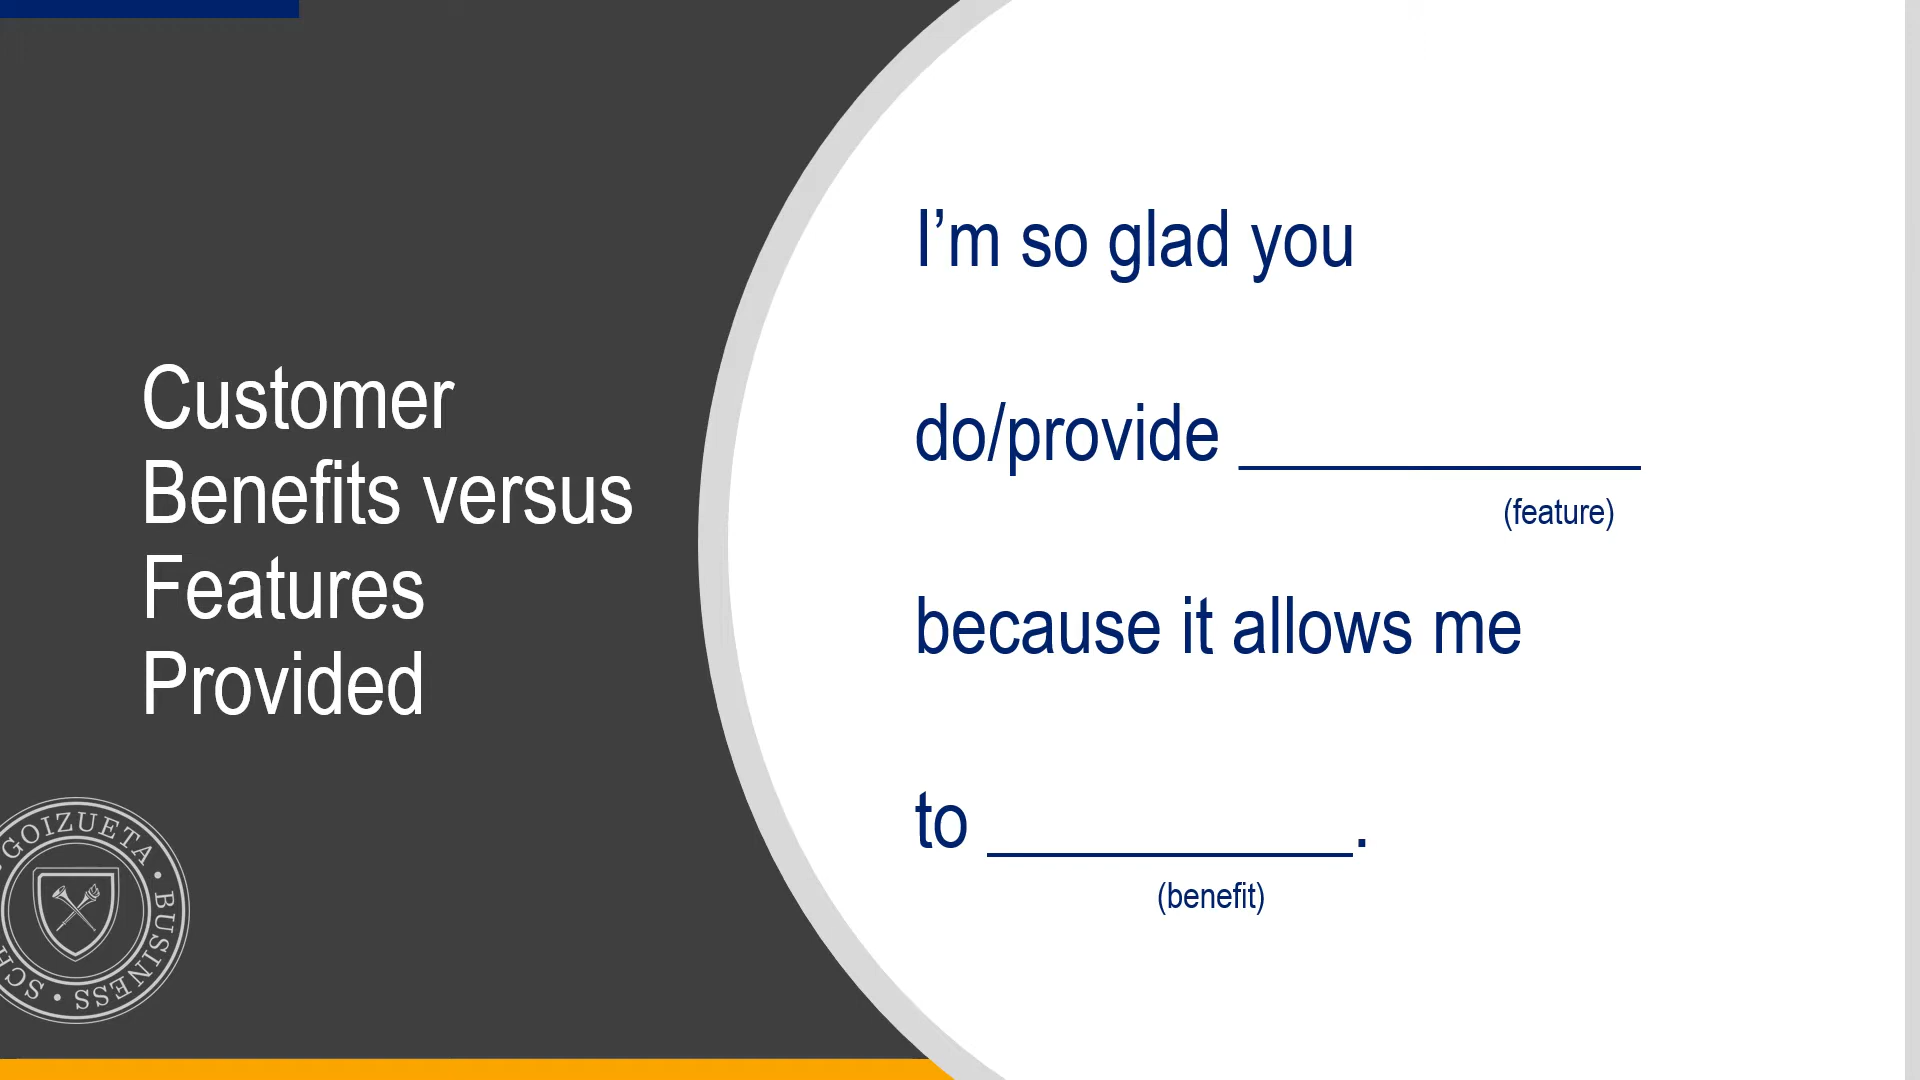 Customer
Benefits versus
Features
Provided
I’m so glad you
do/provide ___________
(feature)
because it allows me
to __________.
(benefit)
GOIZUETA • BUSINESS • SCH